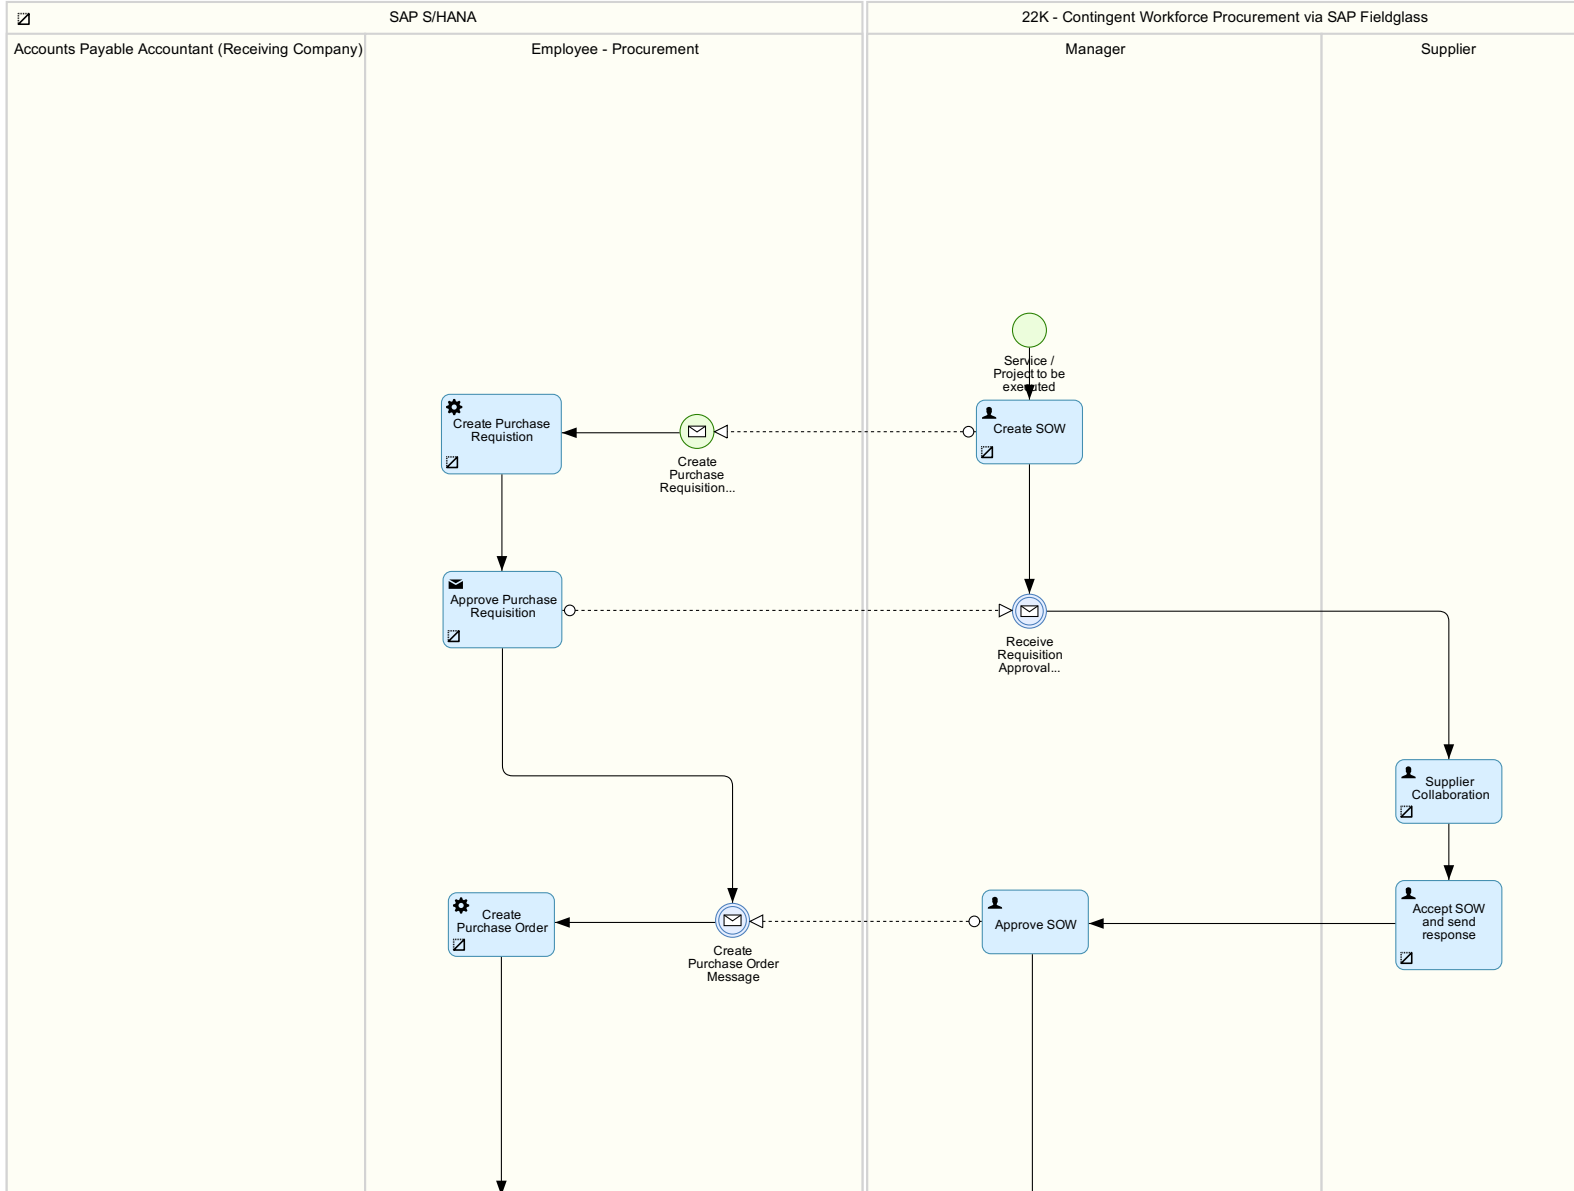 SAP S/HANA
22K - Contingent Workforce Procurement via SAP Fieldglass
Accounts Payable Accountant (Receiving Company)
Employee - Procurement
Manager
Supplier
Service /
Project to be
executed
Create Purchase
Requistion
Create
Purchase
Requisition...
Create SOW
Approve Purchase
Requisition
Receive
Requisition
Approval...
Supplier
Collaboration
Create
Purchase Order
Create
Purchase Order
Message
Approve SOW
Accept SOW
and send
response